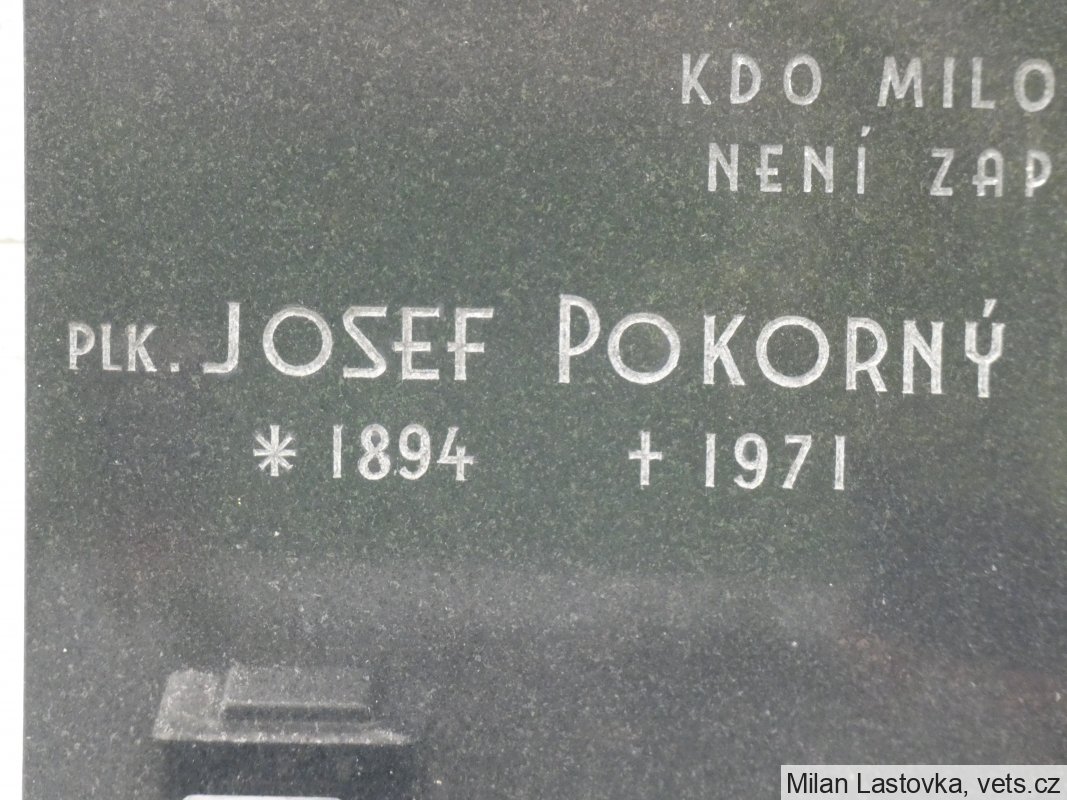 KDO MILO
NENÍ ZAP
PLK. JOSEF POKORNÝ
* 1894 † 1971
Milan Lastovka, vets.cz